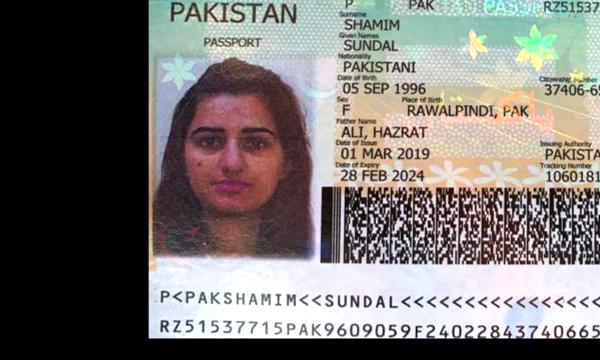 PAKISTAN
PASSPORT
P PAK PASSP RZ51537
Surname
SHAMIM
Given Names
SUNDAL
Nationality
PAKISTANI
Date of Birth Citizenship Number
05 SEP 1996 37406-65
Sex Place of Birth
F RAWALPINDI, PAK
Father Name
ALI, HAZRAT
Date of Issue Issuing Authority
01 MAR 2019 PAKISTA
Date of Expiry Tracking Number
28 FEB 2024 1060181
P<PAKSHAMIM<<SUNDAL<<<<<<<<<<<<<<<<<
RZ51537715PAK9609059F24022843740665